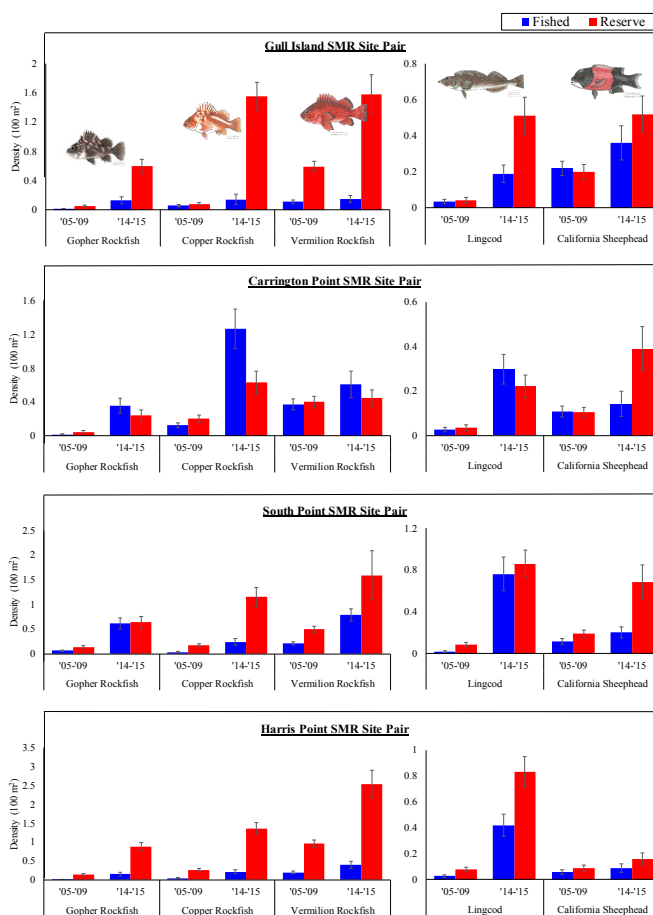 Fished Reserve
Gull Island SMR Site Pair
Density (100 m²)
2
1.6
1.2
0.8
0.4
0
0.8
0.6
0.4
0.2
0
'05-'09 '14-'15 '05-'09 '14-'15 '05-'09 '14-'15 '05-'09 '14-'15 '05-'09 '14-'15
Gopher Rockfish Copper Rockfish Vermilion Rockfish Lingcod California Sheephead
Carrington Point SMR Site Pair
Density (100 m²)
1.6
1.2
0.8
0.4
0
0.6
0.4
0.2
0
'05-'09 '14-'15 '05-'09 '14-'15 '05-'09 '14-'15 '05-'09 '14-'15 '05-'09 '14-'15
Gopher Rockfish Copper Rockfish Vermilion Rockfish Lingcod California Sheephead
South Point SMR Site Pair
Density (100 m²)
2.5
2
1.5
1
0.5
0
1.2
0.8
0.4
0
'05-'09 '14-'15 '05-'09 '14-'15 '05-'09 '14-'15 '05-'09 '14-'15 '05-'09 '14-'15
Gopher Rockfish Copper Rockfish Vermilion Rockfish Lingcod California Sheephead
Harris Point SMR Site Pair
Density (100 m²)
3.5
3
2.5
2
1.5
1
0.5
0
1
0.8
0.6
0.4
0.2
0
'05-'09 '14-'15 '05-'09 '14-'15 '05-'09 '14-'15 '05-'09 '14-'15 '05-'09 '14-'15
Gopher Rockfish Copper Rockfish Vermilion Rockfish Lingcod California Sheephead